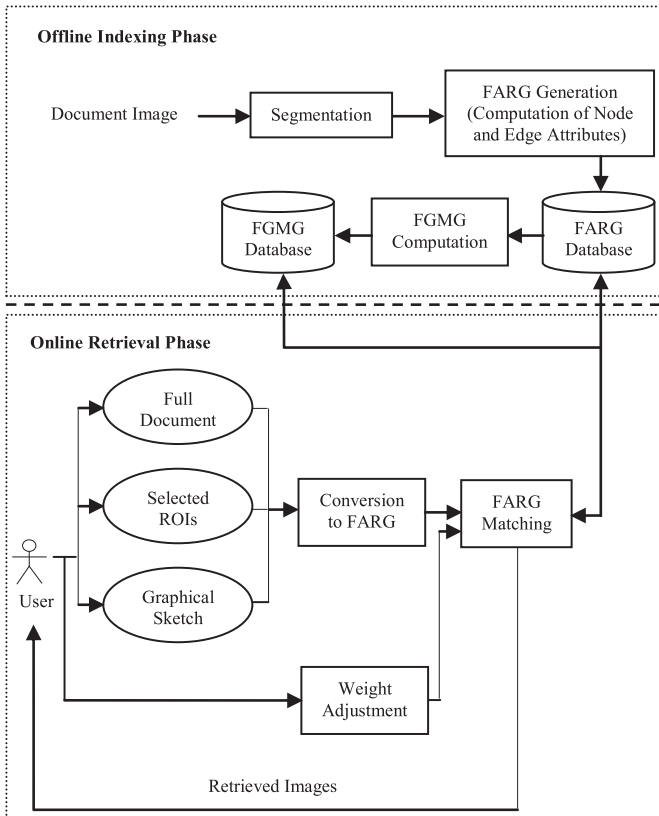 Offline Indexing Phase
Document Image
Segmentation
FARG Generation
(Computation of Node
and Edge Attributes)
FGMG
Database
FGMG
Computation
FARG
Database
Online Retrieval Phase
Full
Document
Selected
ROIs
Graphical
Sketch
Conversion
to FARG
FARG
Matching
User
Weight
Adjustment
Retrieved Images